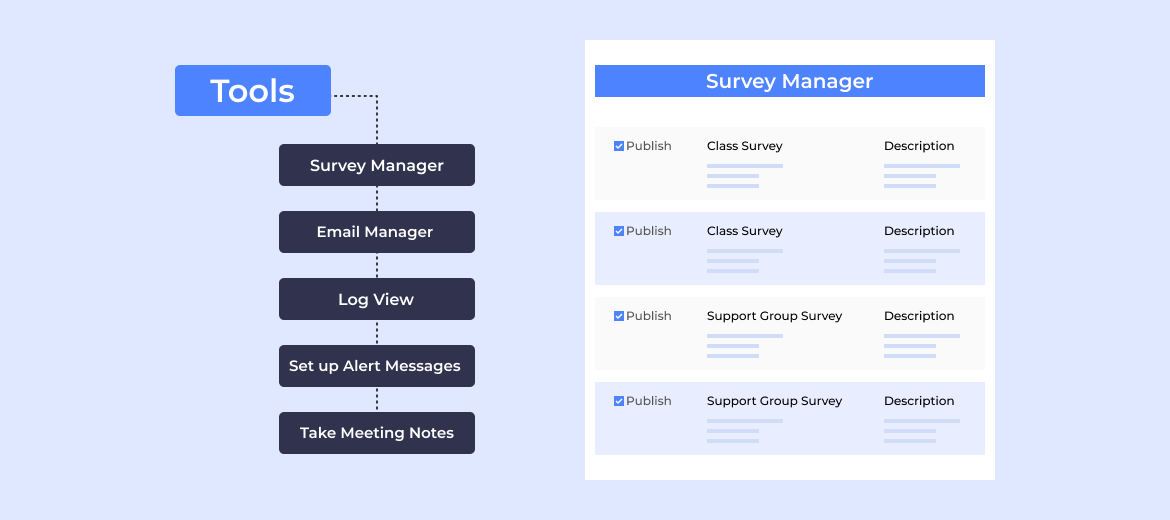 Tools
Survey Manager
Email Manager
Log View
Set up Alert Messages
Take Meeting Notes
Survey Manager
Publish Class Survey Description
Publish Class Survey Description
Publish Support Group Survey Description
Publish Support Group Survey Description